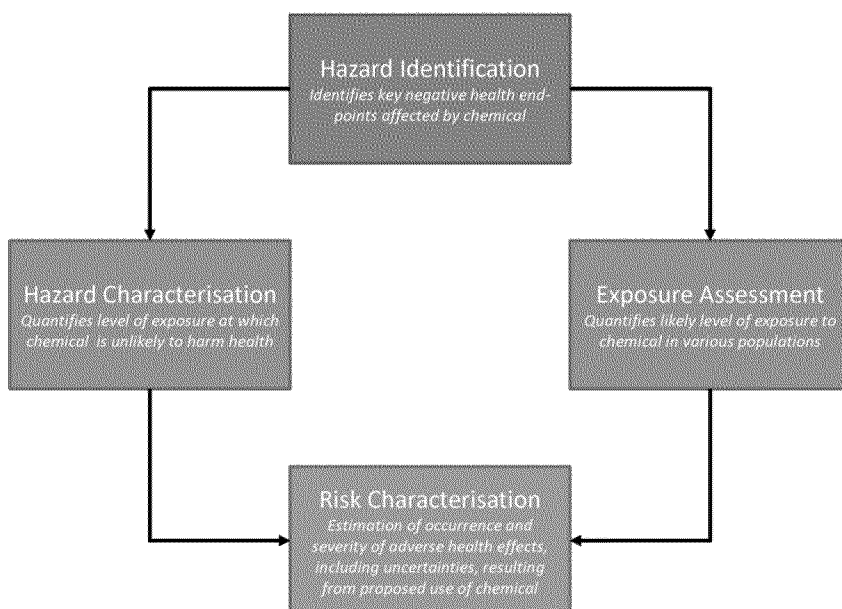 Hazard Identification
Identifies key negative health end-
points affected by chemical
Hazard Characterisation
Quantifies level of exposure at which
chemical is unlikely to harm health
Exposure Assessment
Quantifies likely level of exposure to
chemical in various populations
Risk Characterisation
Estimation of occurrence and
severity of adverse health effects,
including uncertainties, resulting
from proposed use of chemical